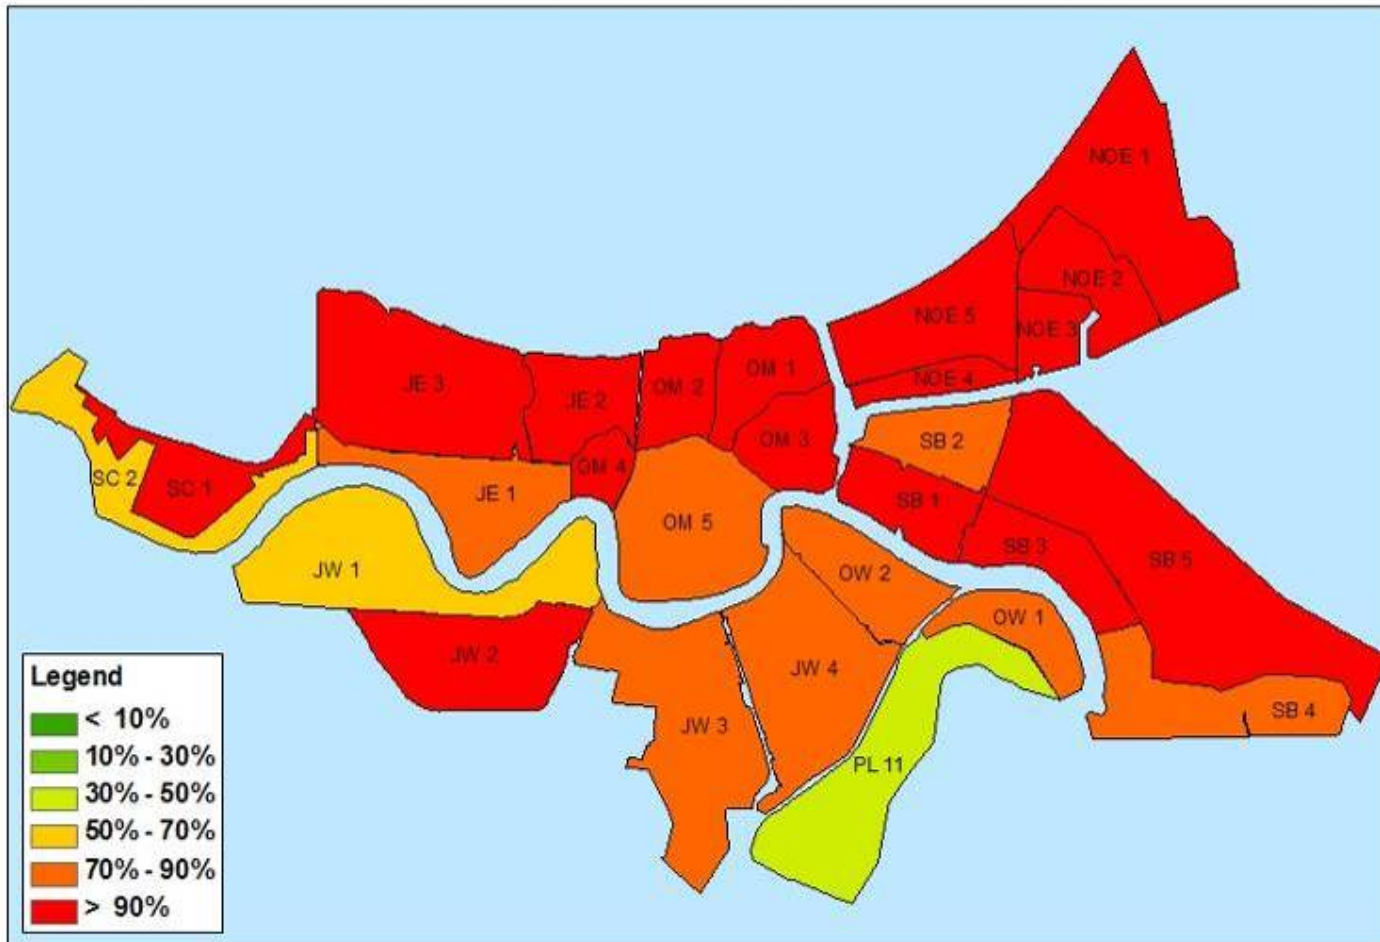 NOE 1
NOE 2
NOE 5
NOE 3
NOE 4
JE 3
JE 2
OM 2
OM 1
OM 3
OM 4
SB 2
SC 2
SC 1
JE 1
OM 5
SB 1
SB 3
SB 5
JW 1
OW 2
OW 1
JW 2
JW 4
JW 3
SB 4
PL 11
Legend
< 10%
10% - 30%
30% - 50%
50% - 70%
70% - 90%
> 90%